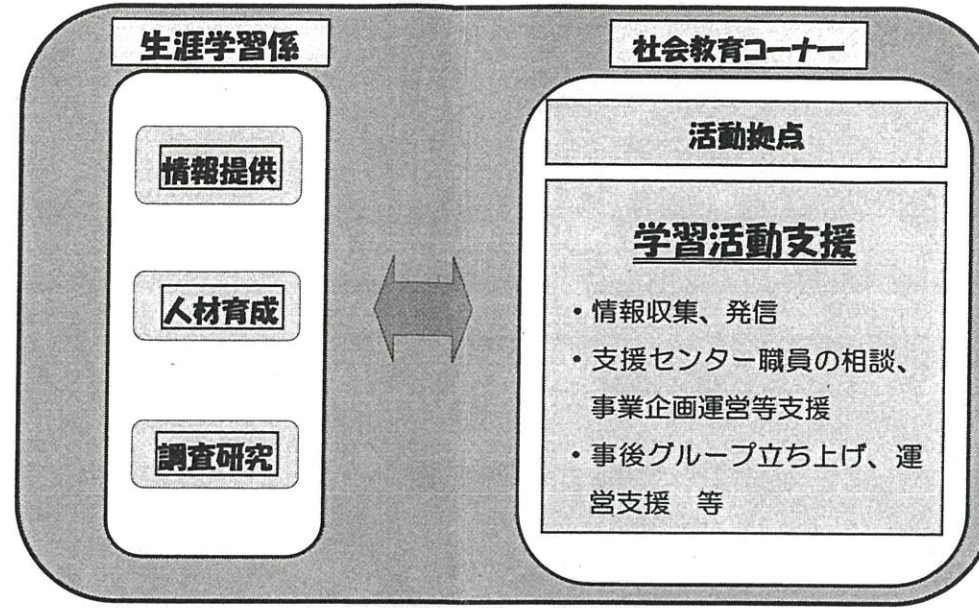 生涯学習係
情報提供
人材育成
調査研究
社会教育コーナー
活動拠点
学習活動支援
・情報収集、発信
・支援センター職員の相談、
事業企画運営等支援
・事後グループ立ち上げ、運
営支援　等